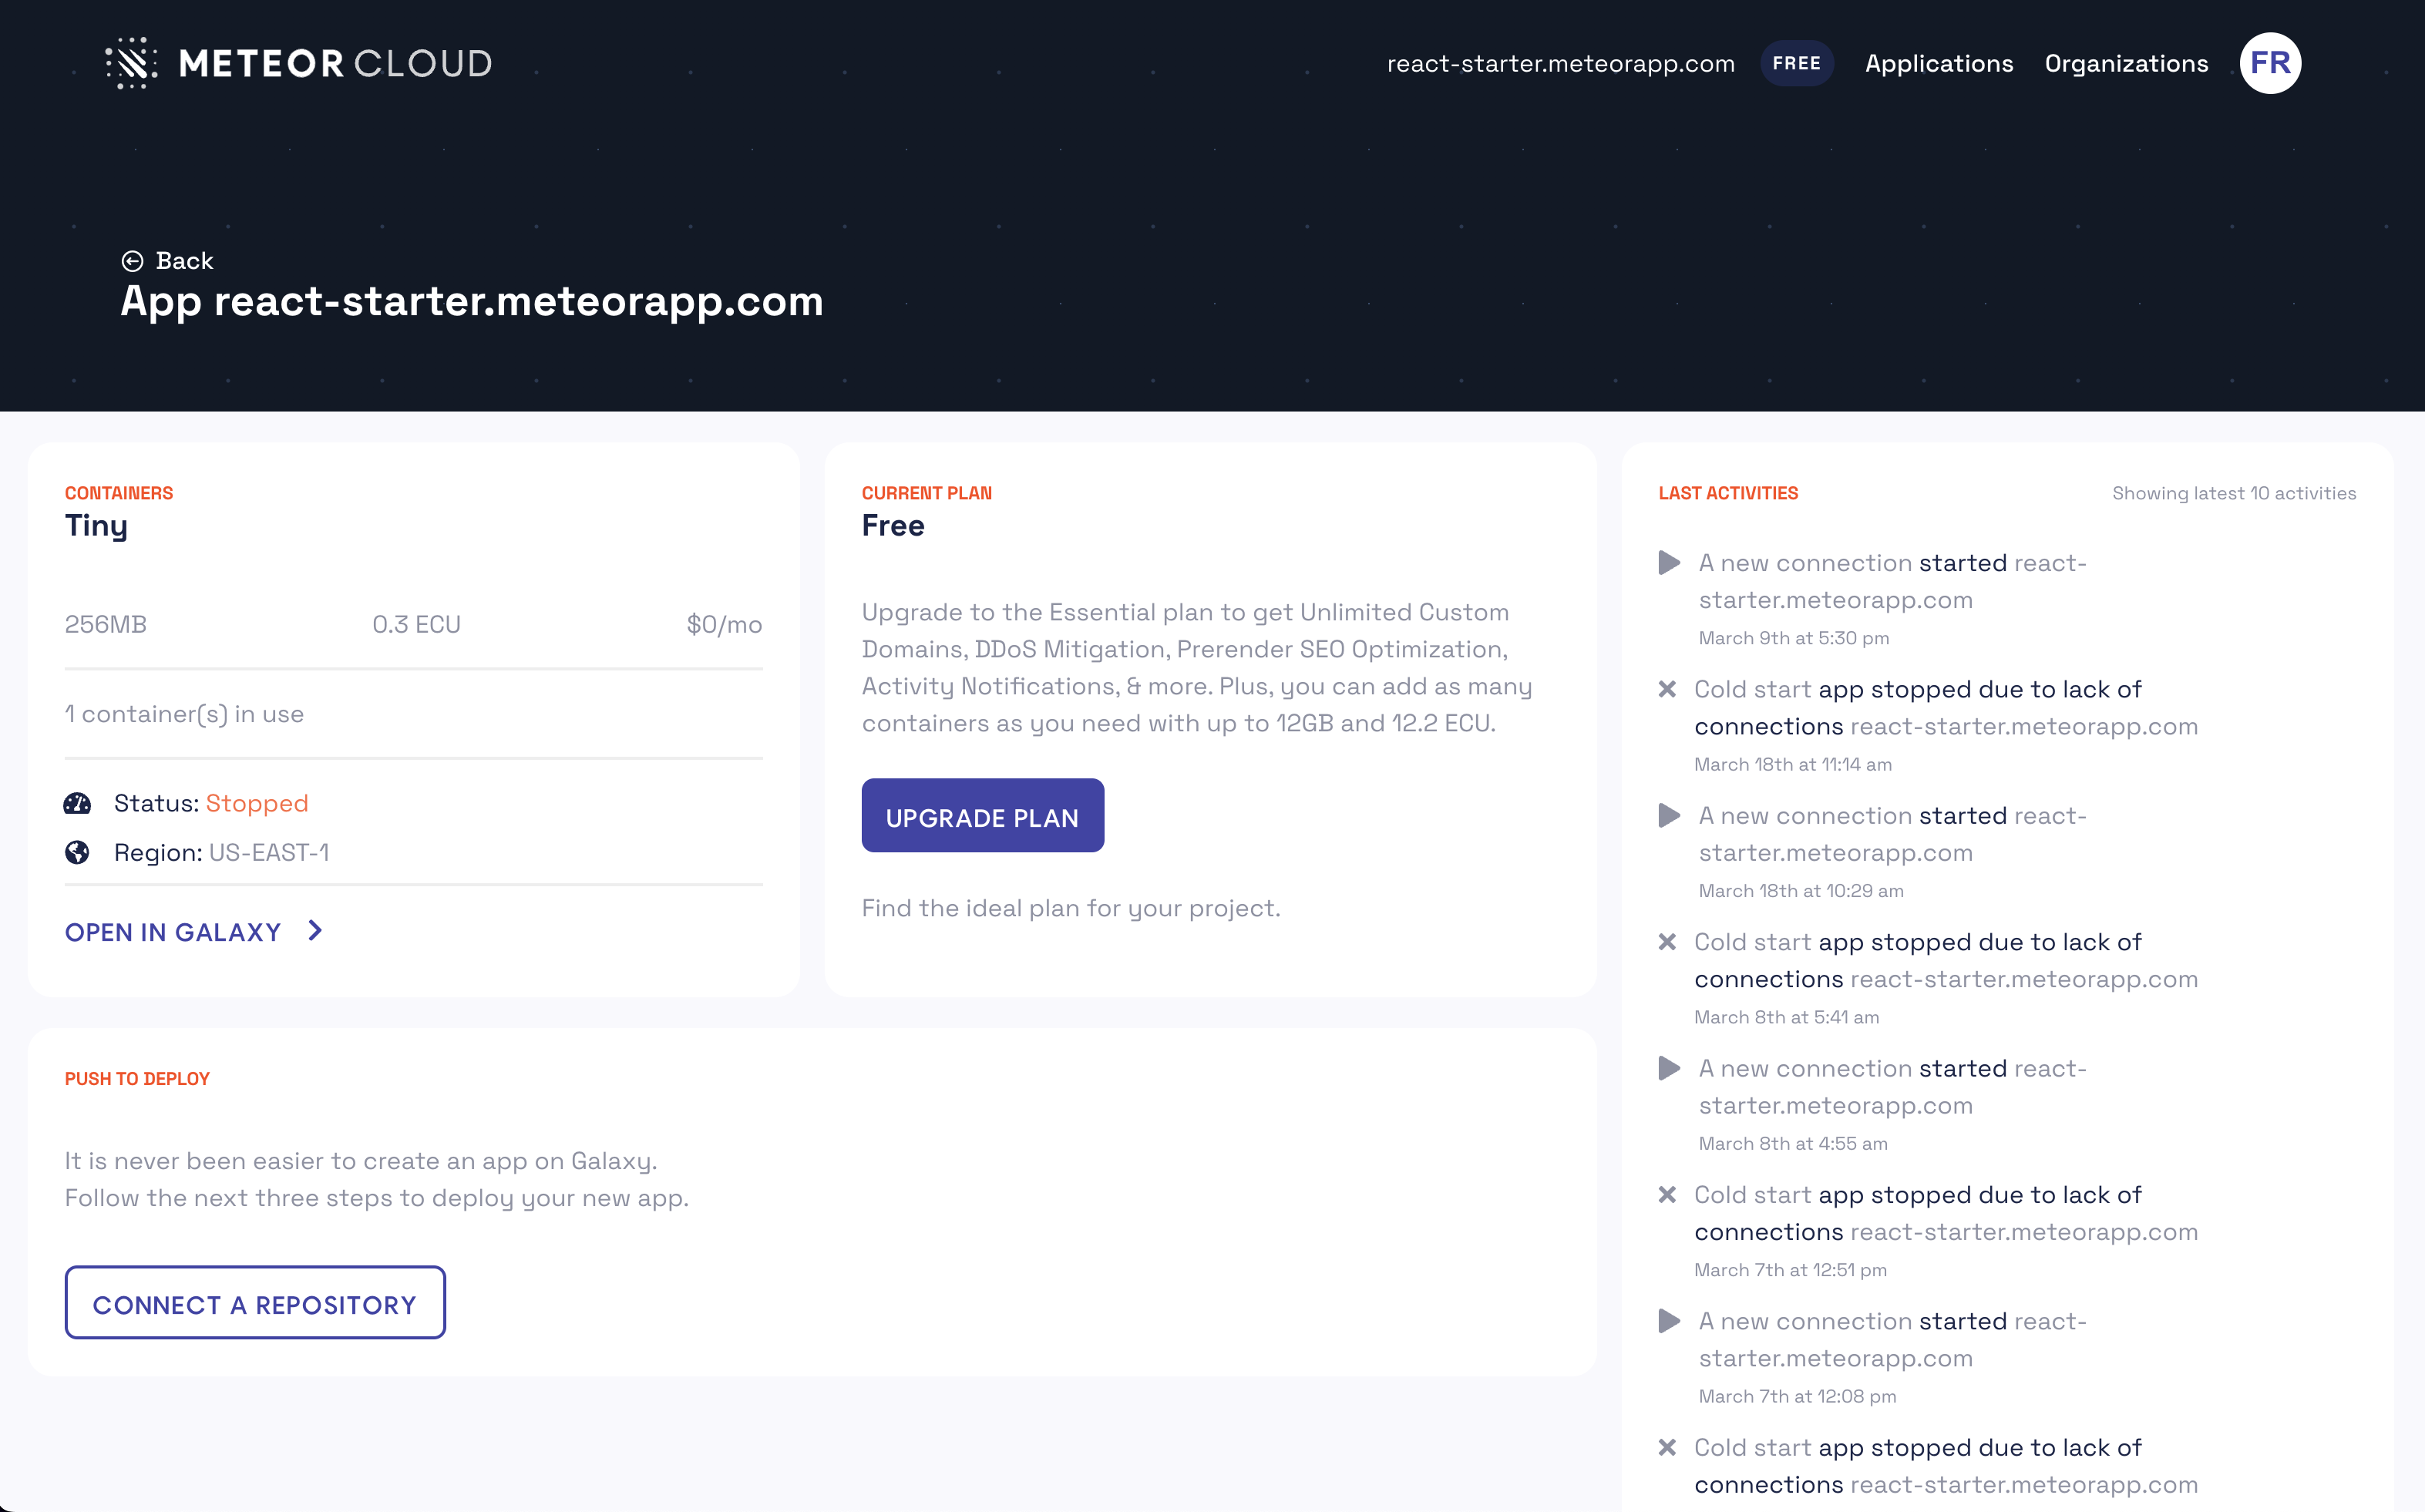 METEOR CLOUD
react-starter.meteorapp.com FREE Applications Organizations FR
Back
App react-starter.meteorapp.com
CONTAINERS
Tiny
256MB 0.3 ECU $0/mo
1 container(s) in use
Status: Stopped
Region: US-EAST-1
OPEN IN GALAXY
CURRENT PLAN
Free
Upgrade to the Essential plan to get Unlimited Custom
Domains, DDoS Mitigation, Prerender SEO Optimization,
Activity Notifications, & more. Plus, you can add as many
containers as you need with up to 12GB and 12.2 ECU.
UPGRADE PLAN
Find the ideal plan for your project.
PUSH TO DEPLOY
It is never been easier to create an app on Galaxy.
Follow the next three steps to deploy your new app.
CONNECT A REPOSITORY
LAST ACTIVITIES Showing latest 10 activities
A new connection started react-
starter.meteorapp.com
March 9th at 5:30 pm
Cold start app stopped due to lack of
connections react-starter.meteorapp.com
March 18th at 11:14 am
A new connection started react-
starter.meteorapp.com
March 18th at 10:29 am
Cold start app stopped due to lack of
connections react-starter.meteorapp.com
March 8th at 5:41 am
A new connection started react-
starter.meteorapp.com
March 8th at 4:55 am
Cold start app stopped due to lack of
connections react-starter.meteorapp.com
March 7th at 12:51 pm
A new connection started react-
starter.meteorapp.com
March 7th at 12:08 pm
Cold start app stopped due to lack of
connections react-starter.meteorapp.com